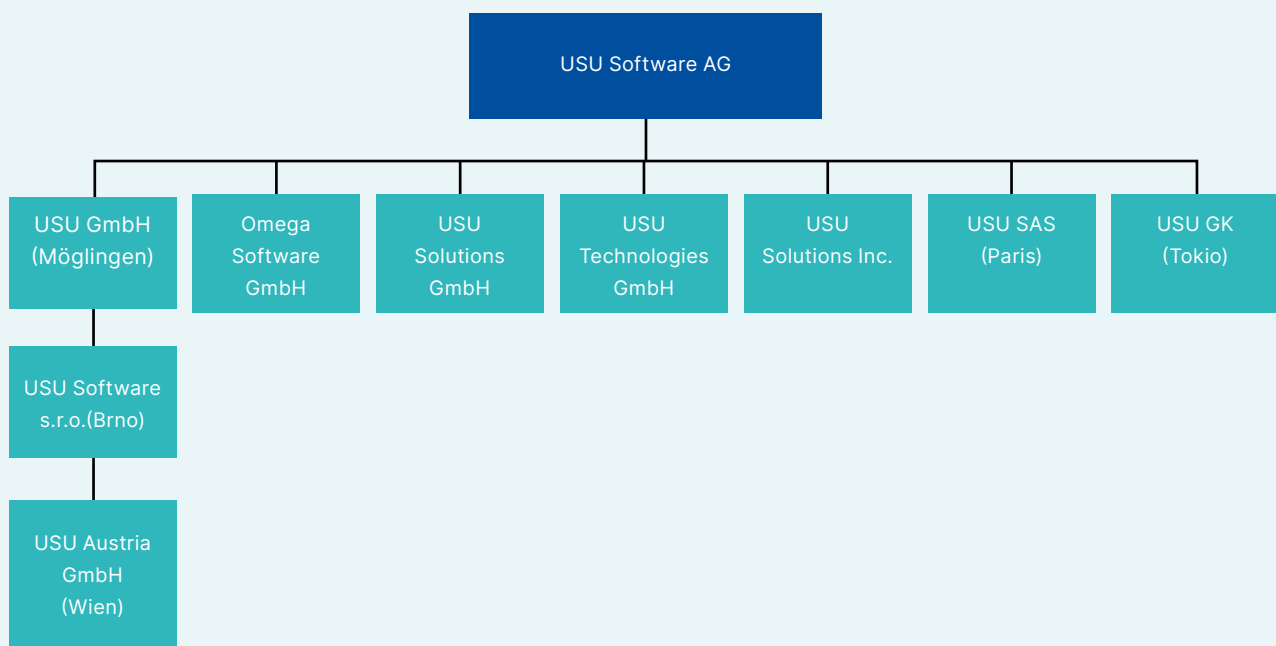 USU Software AG
USU GmbH
(Möglingen)
Omega
Software
GmbH
USU
Solutions
GmbH
USU
Technologies
GmbH
USU
Solutions Inc.
USU SAS
(Paris)
USU GK
(Tokio)
USU Software
s.r.o.(Brno)
USU Austria
GmbH
(Wien)